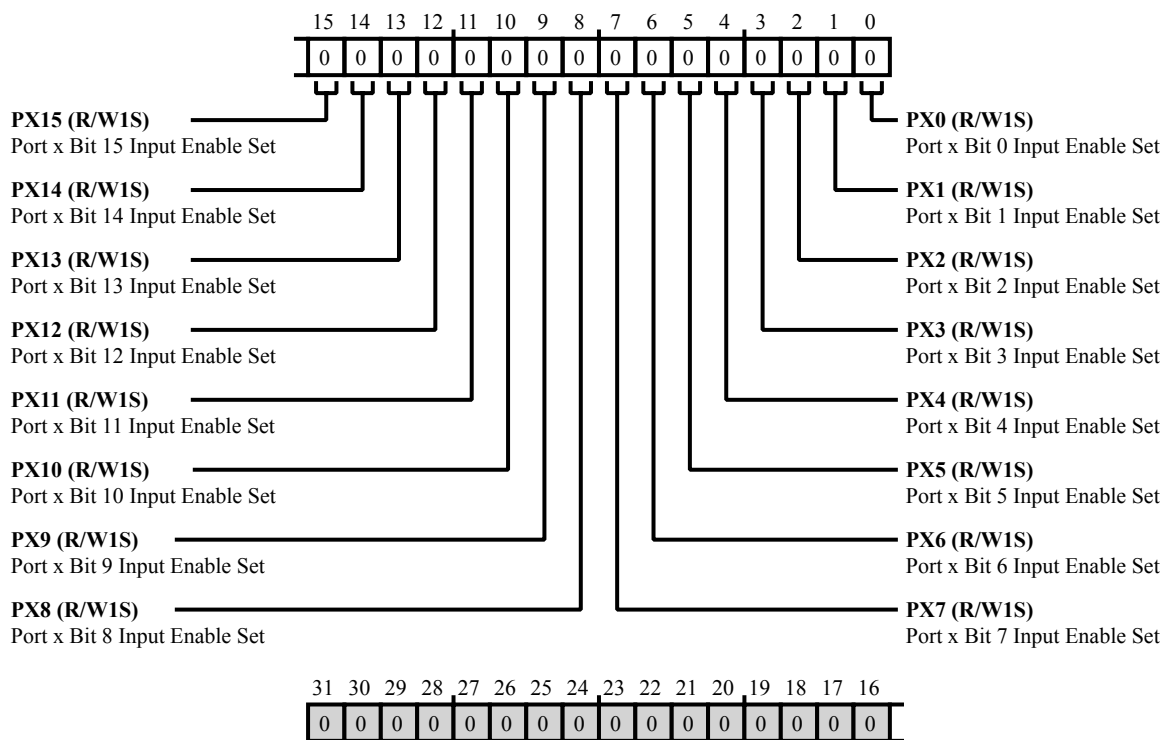 15 14 13 12 11 10 9 8 7 6 5 4 3 2 1 0
0 0 0 0 0 0 0 0 0 0 0 0 0 0 0 0
PX15 (R/W1S)
Port x Bit 15 Input Enable Set
PX14 (R/W1S)
Port x Bit 14 Input Enable Set
PX13 (R/W1S)
Port x Bit 13 Input Enable Set
PX12 (R/W1S)
Port x Bit 12 Input Enable Set
PX11 (R/W1S)
Port x Bit 11 Input Enable Set
PX10 (R/W1S)
Port x Bit 10 Input Enable Set
PX9 (R/W1S)
Port x Bit 9 Input Enable Set
PX8 (R/W1S)
Port x Bit 8 Input Enable Set
PX0 (R/W1S)
Port x Bit 0 Input Enable Set
PX1 (R/W1S)
Port x Bit 1 Input Enable Set
PX2 (R/W1S)
Port x Bit 2 Input Enable Set
PX3 (R/W1S)
Port x Bit 3 Input Enable Set
PX4 (R/W1S)
Port x Bit 4 Input Enable Set
PX5 (R/W1S)
Port x Bit 5 Input Enable Set
PX6 (R/W1S)
Port x Bit 6 Input Enable Set
PX7 (R/W1S)
Port x Bit 7 Input Enable Set
31 30 29 28 27 26 25 24 23 22 21 20 19 18 17 16
0 0 0 0 0 0 0 0 0 0 0 0 0 0 0 0